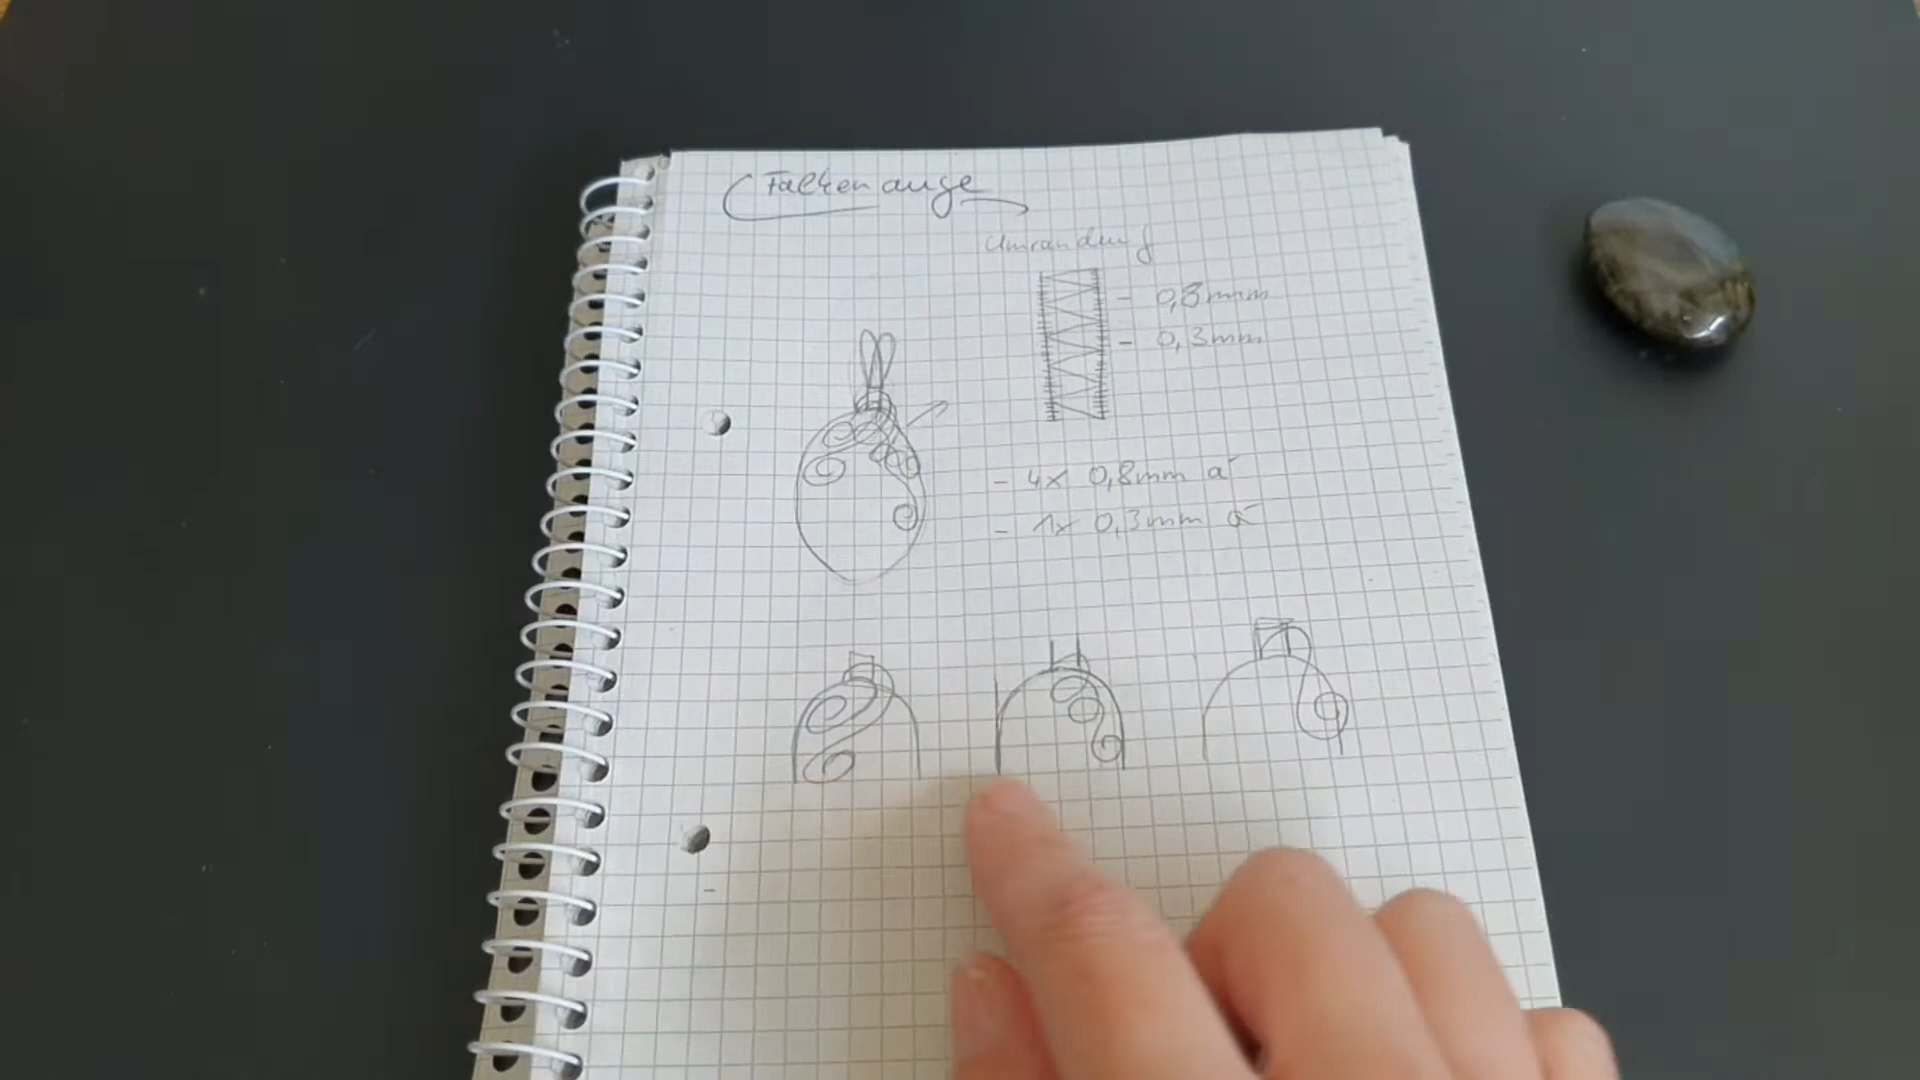 Falkenauge
Umrandung
- 0,8mm
- 0,3mm
- 4x 0,8mm á
- 1x 0,3mm á